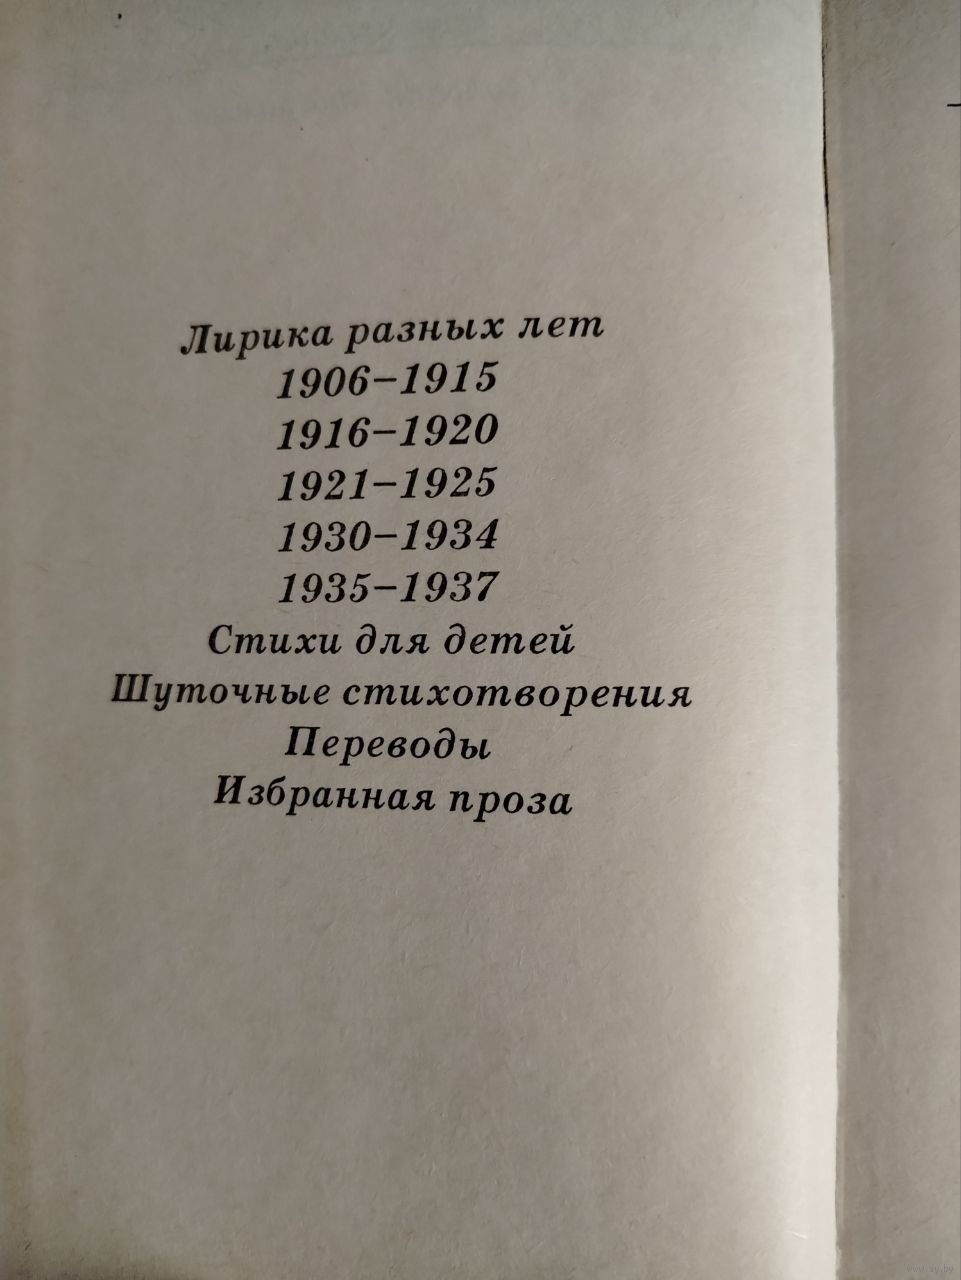 Лирика разных лет
1906–1915
1916–1920
1921–1925
1930–1934
1935–1937
Стихи для детей
Шуточные стихотворения
Переводы
Избранная проза